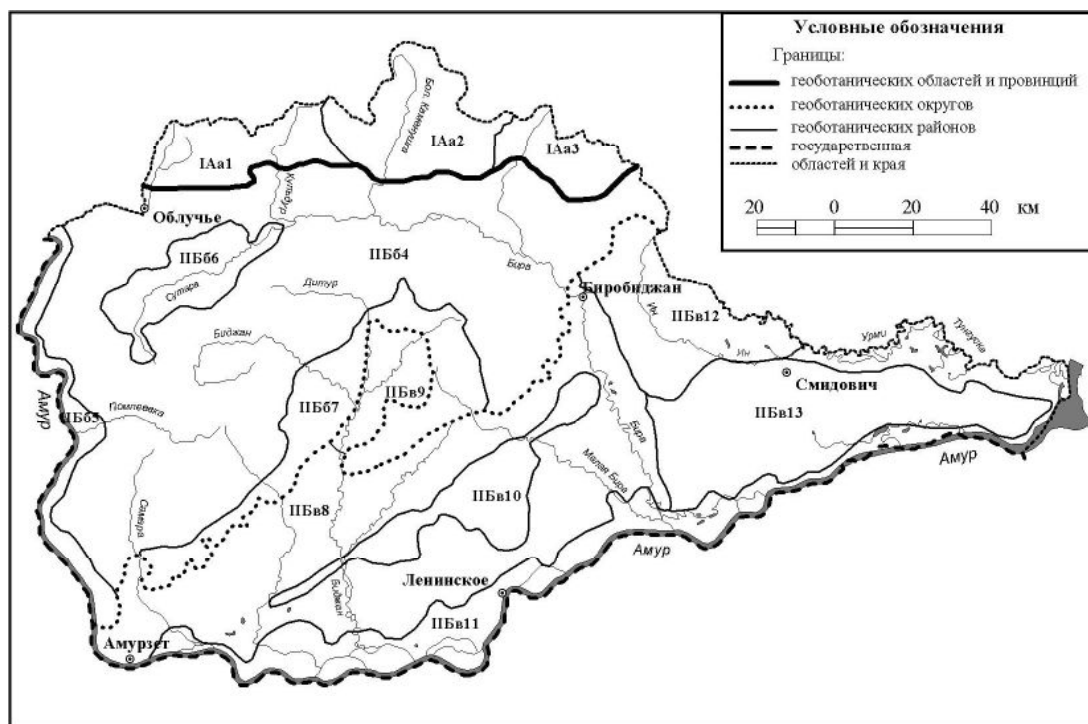 Условные обозначения
Границы:
геоботанических областей и провинций
геоботанических округов
геоботанических районов
государственная
областей и края
20 0 20 40 км
IАа1
Бол. Каменушка
IАа2
IАа3
Кульдур
Облучье
IIБб6
Сутара
IIБб4
Бира
Дитур
Биджан
Биробиджан
Ин
IIБв12
Ин
Урми
Тунгуска
Смидович
IIБв13
Амур
IIБб5
Помпеевка
IIБб7
IIБв9
Амур
Бира
Малая Бира
IIБв10
IIБв8
Самара
Амур
Ленинское
Биджан
IIБв11
Амурзет